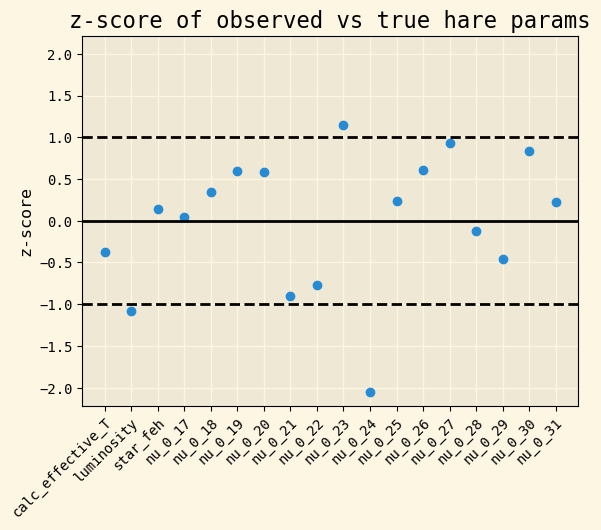 z-score of observed vs true hare params
z-score
2.0
1.5
1.0
0.5
0.0
−0.5
−1.0
−1.5
−2.0
calc_effective_T
luminosity
star_feh
nu_0_17
nu_0_18
nu_0_19
nu_0_20
nu_0_21
nu_0_22
nu_0_23
nu_0_24
nu_0_25
nu_0_26
nu_0_27
nu_0_28
nu_0_29
nu_0_30
nu_0_31